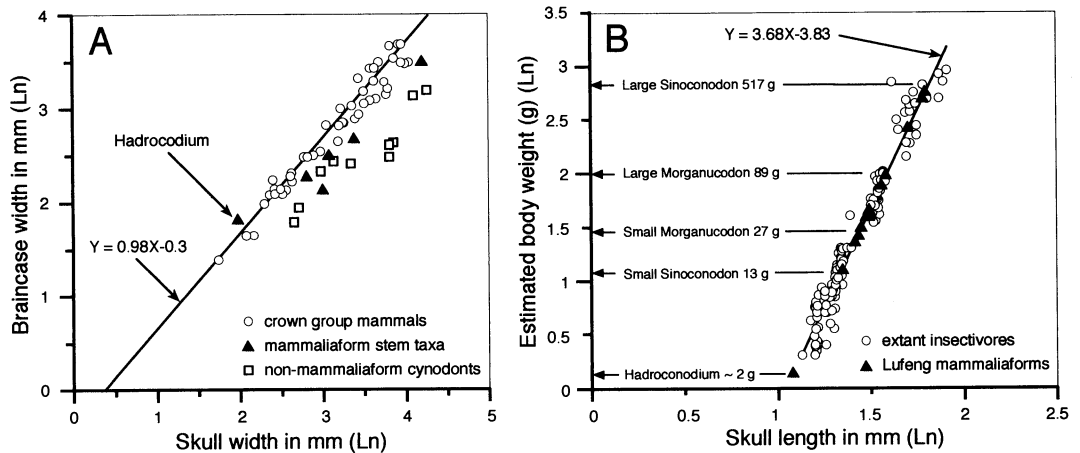 A
Braincase width in mm (Ln)
4
3
2
1
0
Hadrocodium
Y = 0.98X-0.3
crown group mammals
mammaliaform stem taxa
non-mammaliaform cynodonts
0
1
2
3
4
5
Skull width in mm (Ln)
B
Estimated body weight (g) (Ln)
3.5
3
2.5
2
1.5
1
0.5
0
Y = 3.68X-3.83
Large Sinoconodon 517 g
Large Morganucodon 89 g
Small Morganucodon 27 g
Small Sinoconodon 13 g
Hadroconodium ~ 2 g
extant insectivores
Lufeng mammaliaforms
0
0.5
1
1.5
2
2.5
Skull length in mm (Ln)